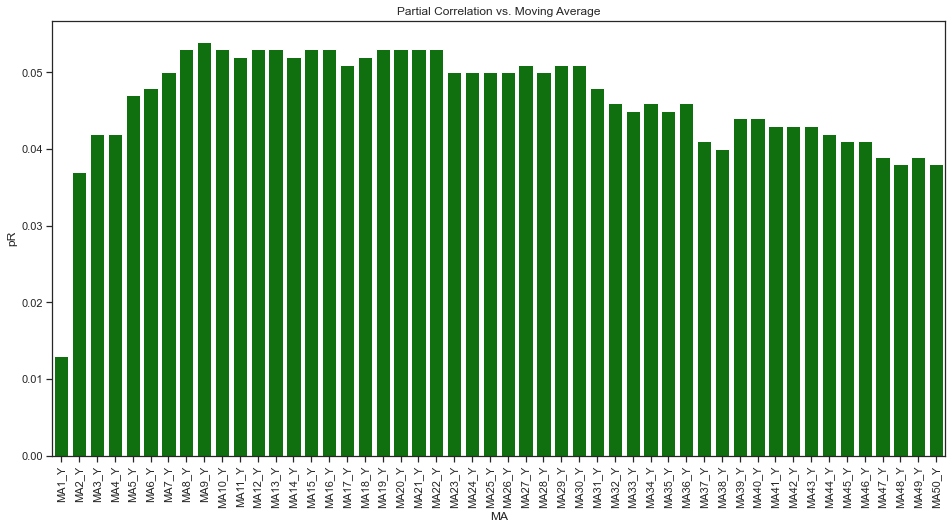 Partial Correlation vs. Moving Average
pR
0.05
0.04
0.03
0.02
0.01
0.00
MA1_Y
MA2_Y
MA3_Y
MA4_Y
MA5_Y
MA6_Y
MA7_Y
MA8_Y
MA9_Y
MA10_Y
MA11_Y
MA12_Y
MA13_Y
MA14_Y
MA15_Y
MA16_Y
MA17_Y
MA18_Y
MA19_Y
MA20_Y
MA21_Y
MA22_Y
MA23_Y
MA24_Y
MA25_Y
MA26_Y
MA27_Y
MA28_Y
MA29_Y
MA30_Y
MA31_Y
MA32_Y
MA33_Y
MA34_Y
MA35_Y
MA36_Y
MA37_Y
MA38_Y
MA39_Y
MA40_Y
MA41_Y
MA42_Y
MA43_Y
MA44_Y
MA45_Y
MA46_Y
MA47_Y
MA48_Y
MA49_Y
MA50_Y
MA